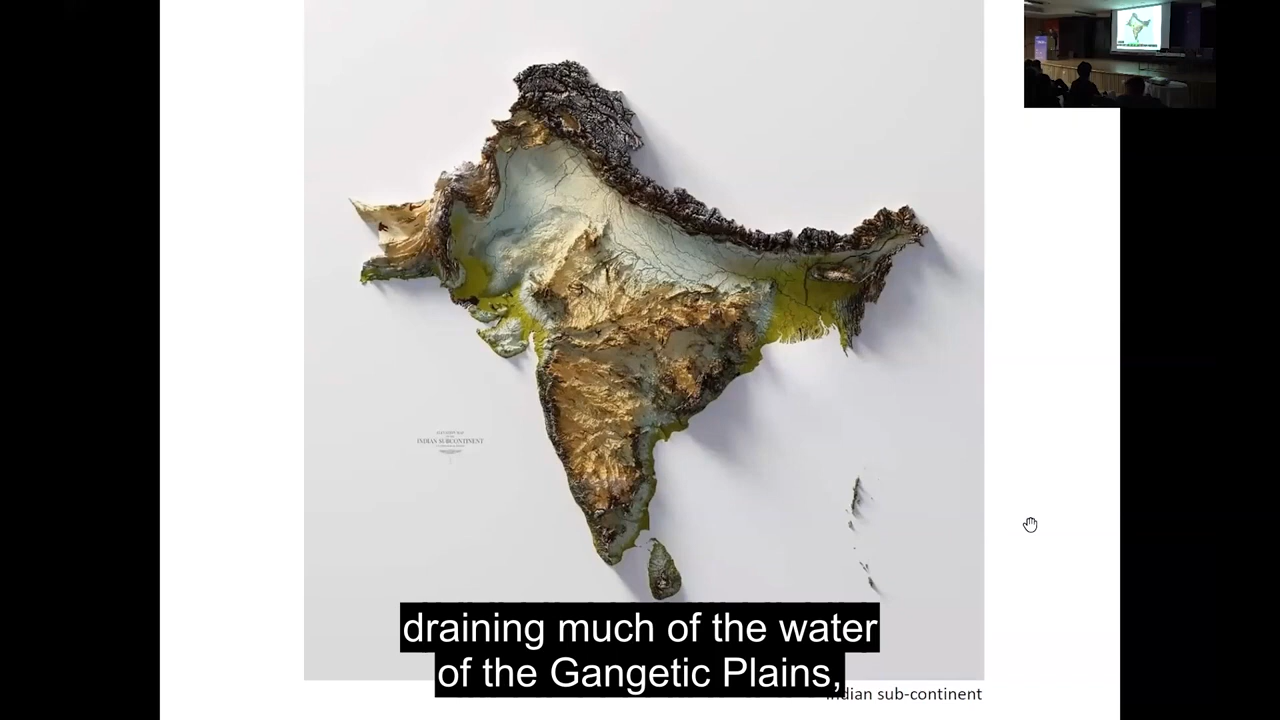 INDIAN SUBCONTINENT
draining much of the water
of the Gangetic Plains,
Indian sub-continent